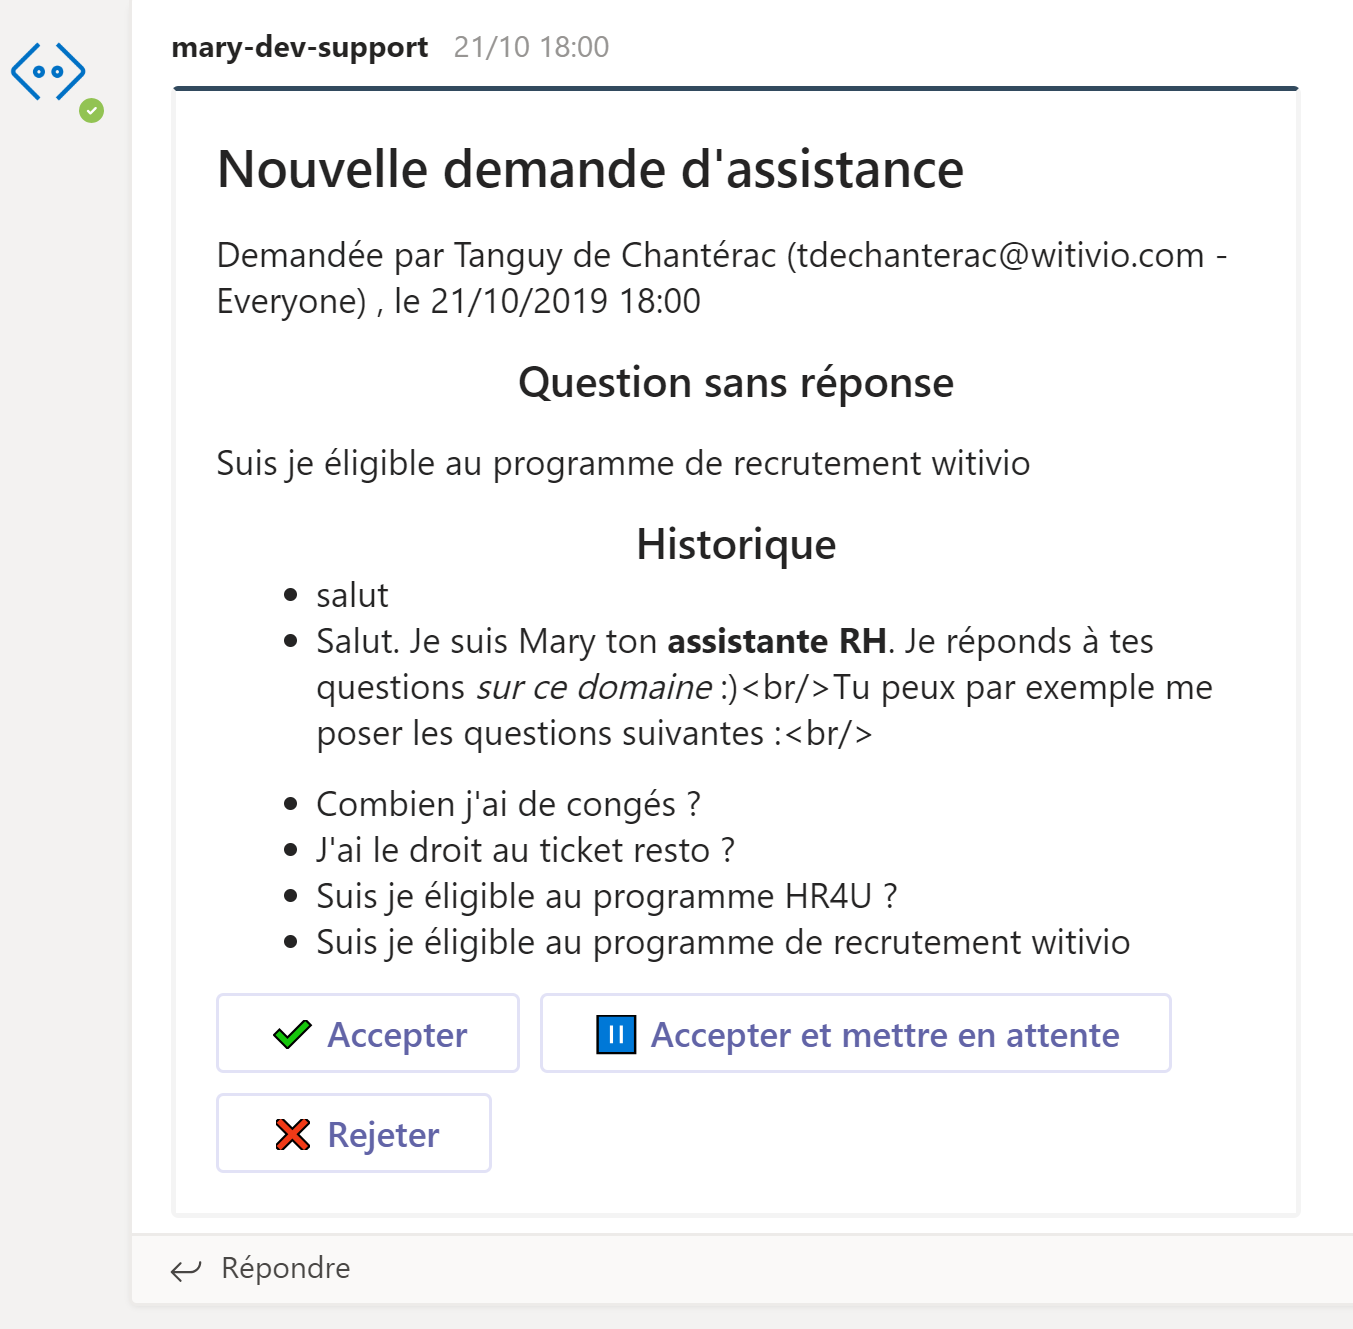 mary-dev-support 21/10 18:00
Nouvelle demande d'assistance
Demandée par Tanguy de Chantérac (tdechanterac@witivio.com -
Everyone) , le 21/10/2019 18:00
Question sans réponse
Suis je éligible au programme de recrutement witivio
Historique
• salut
• Salut. Je suis Mary ton assistante RH. Je réponds à tes
questions sur ce domaine :)<br/>Tu peux par exemple me
poser les questions suivantes :<br/>
• Combien j'ai de congés ?
• J'ai le droit au ticket resto ?
• Suis je éligible au programme HR4U ?
• Suis je éligible au programme de recrutement witivio
Accepter
Accepter et mettre en attente
Rejeter
Répondre